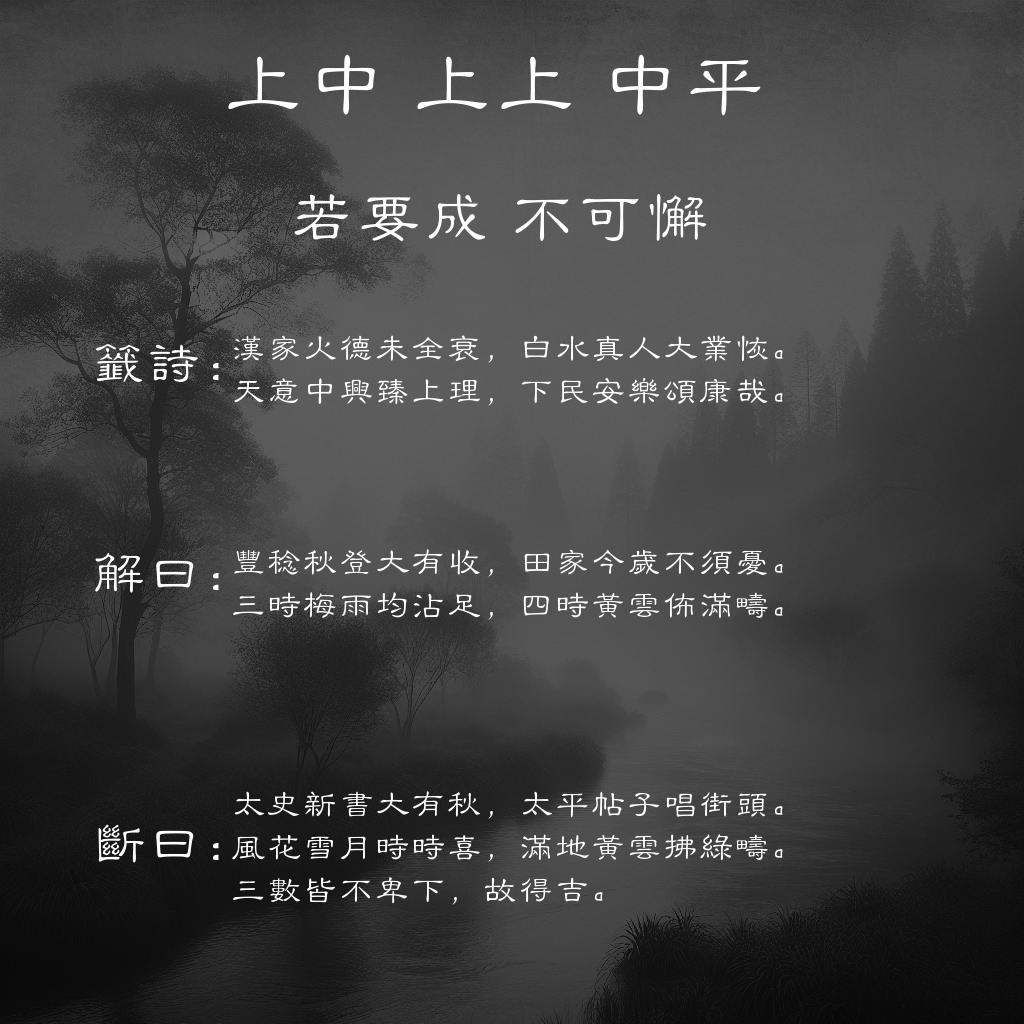 上中 上上 中平
若要成 不可懈
籤詩：漢家火德未全衰，白水真人大業恢。
天意中興臻上理，下民安樂頌康哉。
解曰：豐稔秋登大有收，田家今歲不須憂。
三時梅雨均沾足，四時黃雲佈滿疇。
太史新書大有秋，太平帖子唱街頭。
斷曰：風花雪月時時喜，滿地黃雲拂綠疇。
三數皆不卑下，故得吉。